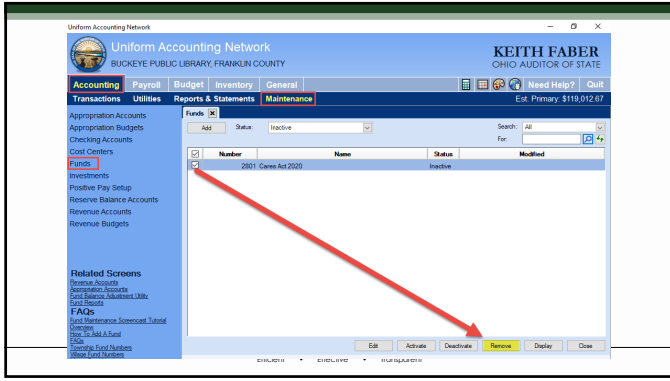 Uniform Accounting Network
Uniform Accounting Network
BUCKEYE PUBLIC LIBRARY, FRANKLIN COUNTY
KEITH FABER
OHIO AUDITOR OF STATE
Accounting Payroll Budget Inventory General Need Help? Quit
Transactions Utilities Reports & Statements Maintenance Est. Primary: $119,012.67
Appropriation Accounts
Appropriation Budgets
Checking Accounts
Cost Centers
Funds
Investments
Positive Pay Setup
Reserve Balance Accounts
Revenue Accounts
Revenue Budgets
Related Screens
Revenue Accounts
Appropriation Accounts
Fund Balance Adjustment Utility
Fund Reports
FAQs
Fund Maintenance Screencast Tutorial
Overview
How To Add A Fund
FAQs
Township Fund Numbers
Village Fund Numbers
Funds
Add Status: Inactive Search: All
For:
Number Name Status Modified
2801 Cares Act 2020 Inactive
Edit Activate Deactivate Remove Display Close
Efficient • Effective • Transparent